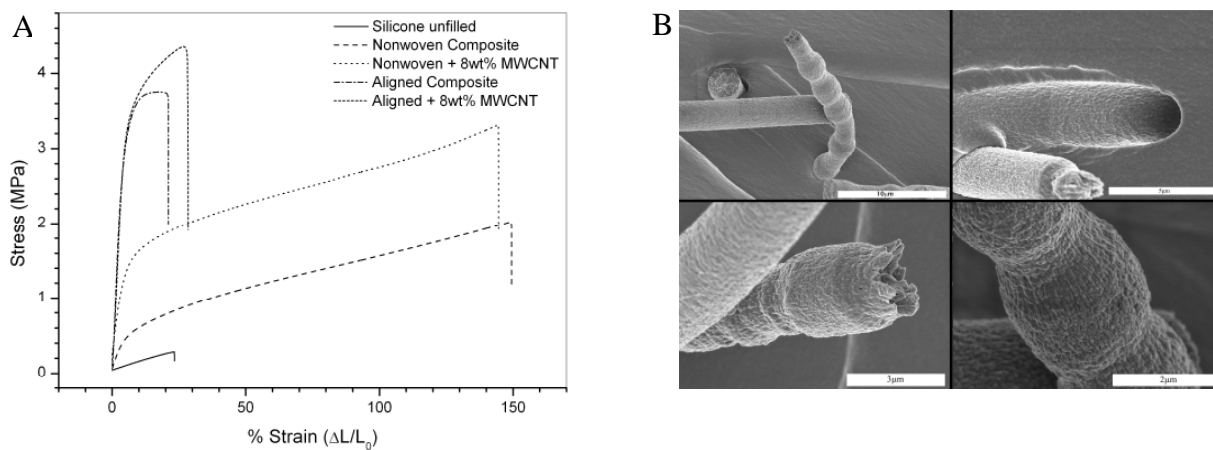 A
Silicone unfilled
Nonwoven Composite
Nonwoven + 8wt% MWCNT
Aligned Composite
Aligned + 8wt% MWCNT
4
3
2
1
0
Stress (MPa)
0 50 100 150
% Strain (ΔL/L₀)
B
10μm
5μm
3μm
2μm